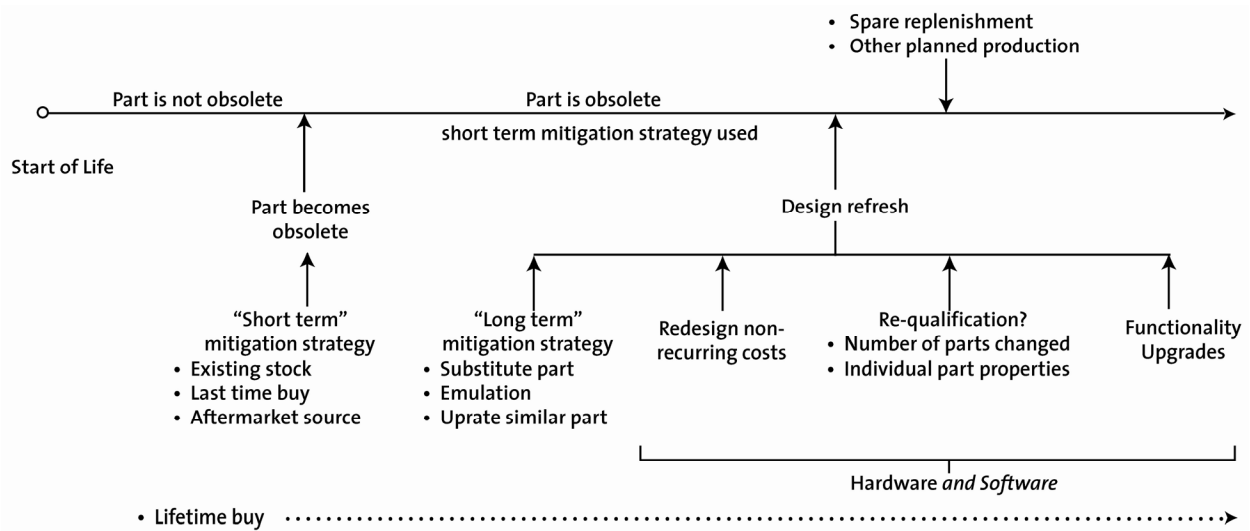 • Spare replenishment
• Other planned production
Part is not obsolete
Part is obsolete
short term mitigation strategy used
Start of Life
Part becomes
obsolete
Design refresh
“Short term”
mitigation strategy
• Existing stock
• Last time buy
• Aftermarket source
“Long term”
mitigation strategy
• Substitute part
• Emulation
• Uprate similar part
Redesign non-
recurring costs
Re-qualification?
• Number of parts changed
• Individual part properties
Functionality
Upgrades
Hardware and Software
• Lifetime buy